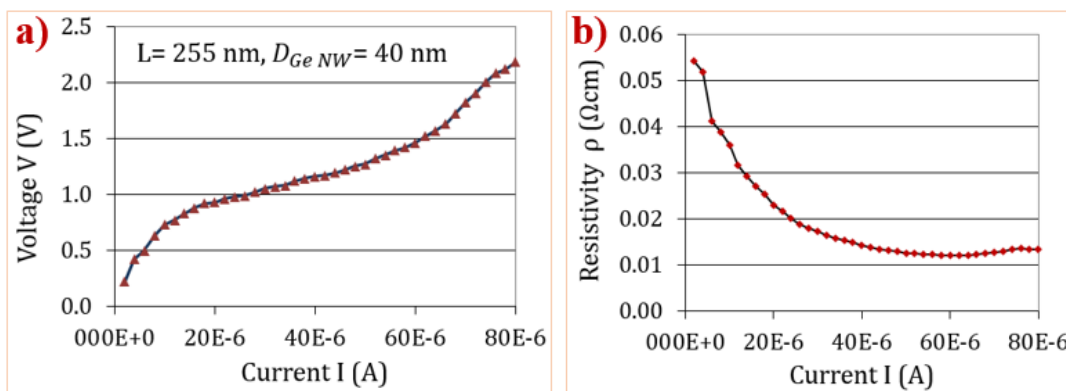 a)
L= 255 nm, D_Ge NW= 40 nm
Voltage V (V)
2.5
2.0
1.5
1.0
0.5
0.0
000E+0 20E-6 40E-6 60E-6 80E-6
Current I (A)
b)
Resistivity ρ (Ωcm)
0.06
0.05
0.04
0.03
0.02
0.01
0.00
000E+0 20E-6 40E-6 60E-6 80E-6
Current I (A)